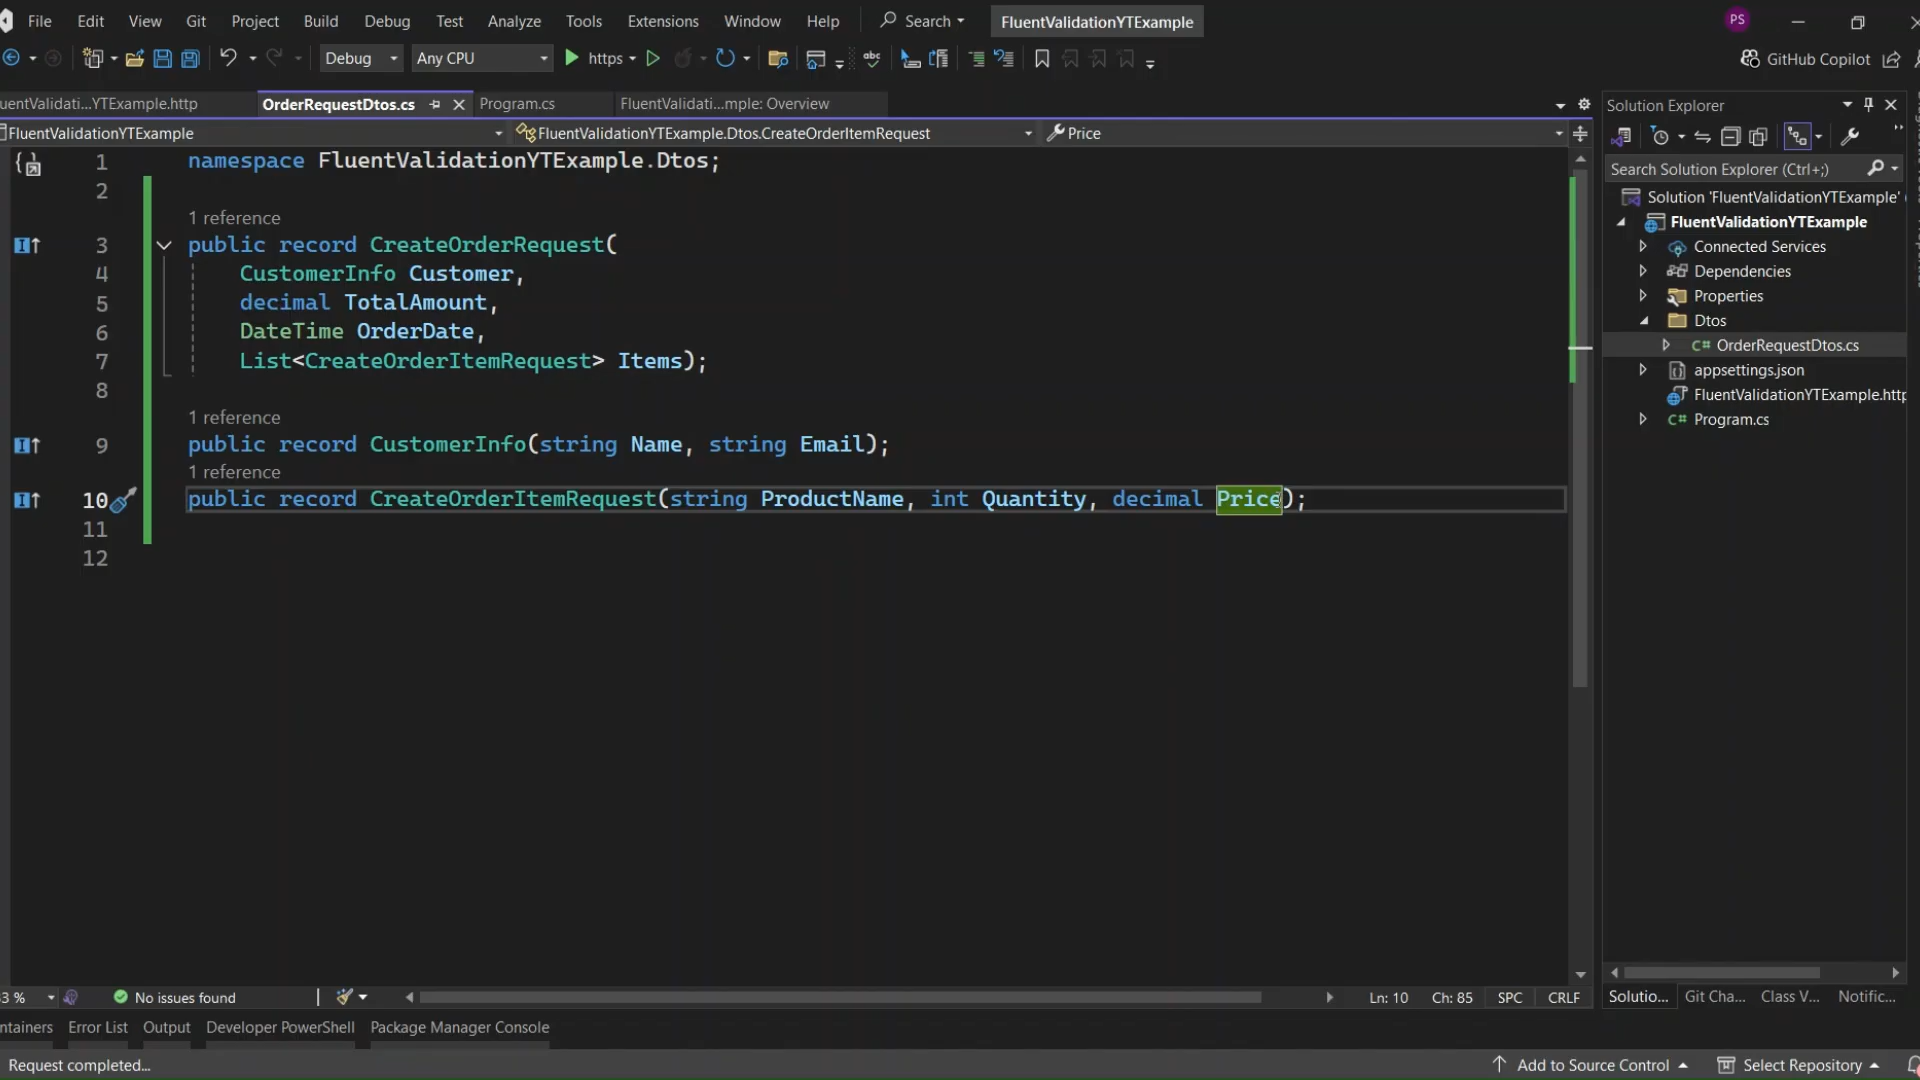 File Edit View Git Project Build Debug Test Analyze Tools Extensions Window Help Search FluentValidationYTExample PS
Debug Any CPU https GitHub Copilot
uentValidati...YTExample.http OrderRequestDtos.cs Program.cs FluentValidati...mple: Overview
FluentValidationYTExample FluentValidationYTExample.Dtos.CreateOrderItemRequest Price
1 namespace FluentValidationYTExample.Dtos;
2
1 reference
3 public record CreateOrderRequest(
4 CustomerInfo Customer,
5 decimal TotalAmount,
6 DateTime OrderDate,
7 List<CreateOrderItemRequest> Items);
8
1 reference
9 public record CustomerInfo(string Name, string Email);
1 reference
10 public record CreateOrderItemRequest(string ProductName, int Quantity, decimal Price);
11
12
Solution Explorer
Search Solution Explorer (Ctrl+;)
Solution 'FluentValidationYTExample'
FluentValidationYTExample
Connected Services
Dependencies
Properties
Dtos
C# OrderRequestDtos.cs
appsettings.json
FluentValidationYTExample.http
C# Program.cs
3 % No issues found Ln: 10 Ch: 85 SPC CRLF
Solutio... Git Cha... Class V... Notific...
ntainers Error List Output Developer PowerShell Package Manager Console
Request completed... Add to Source Control Select Repository